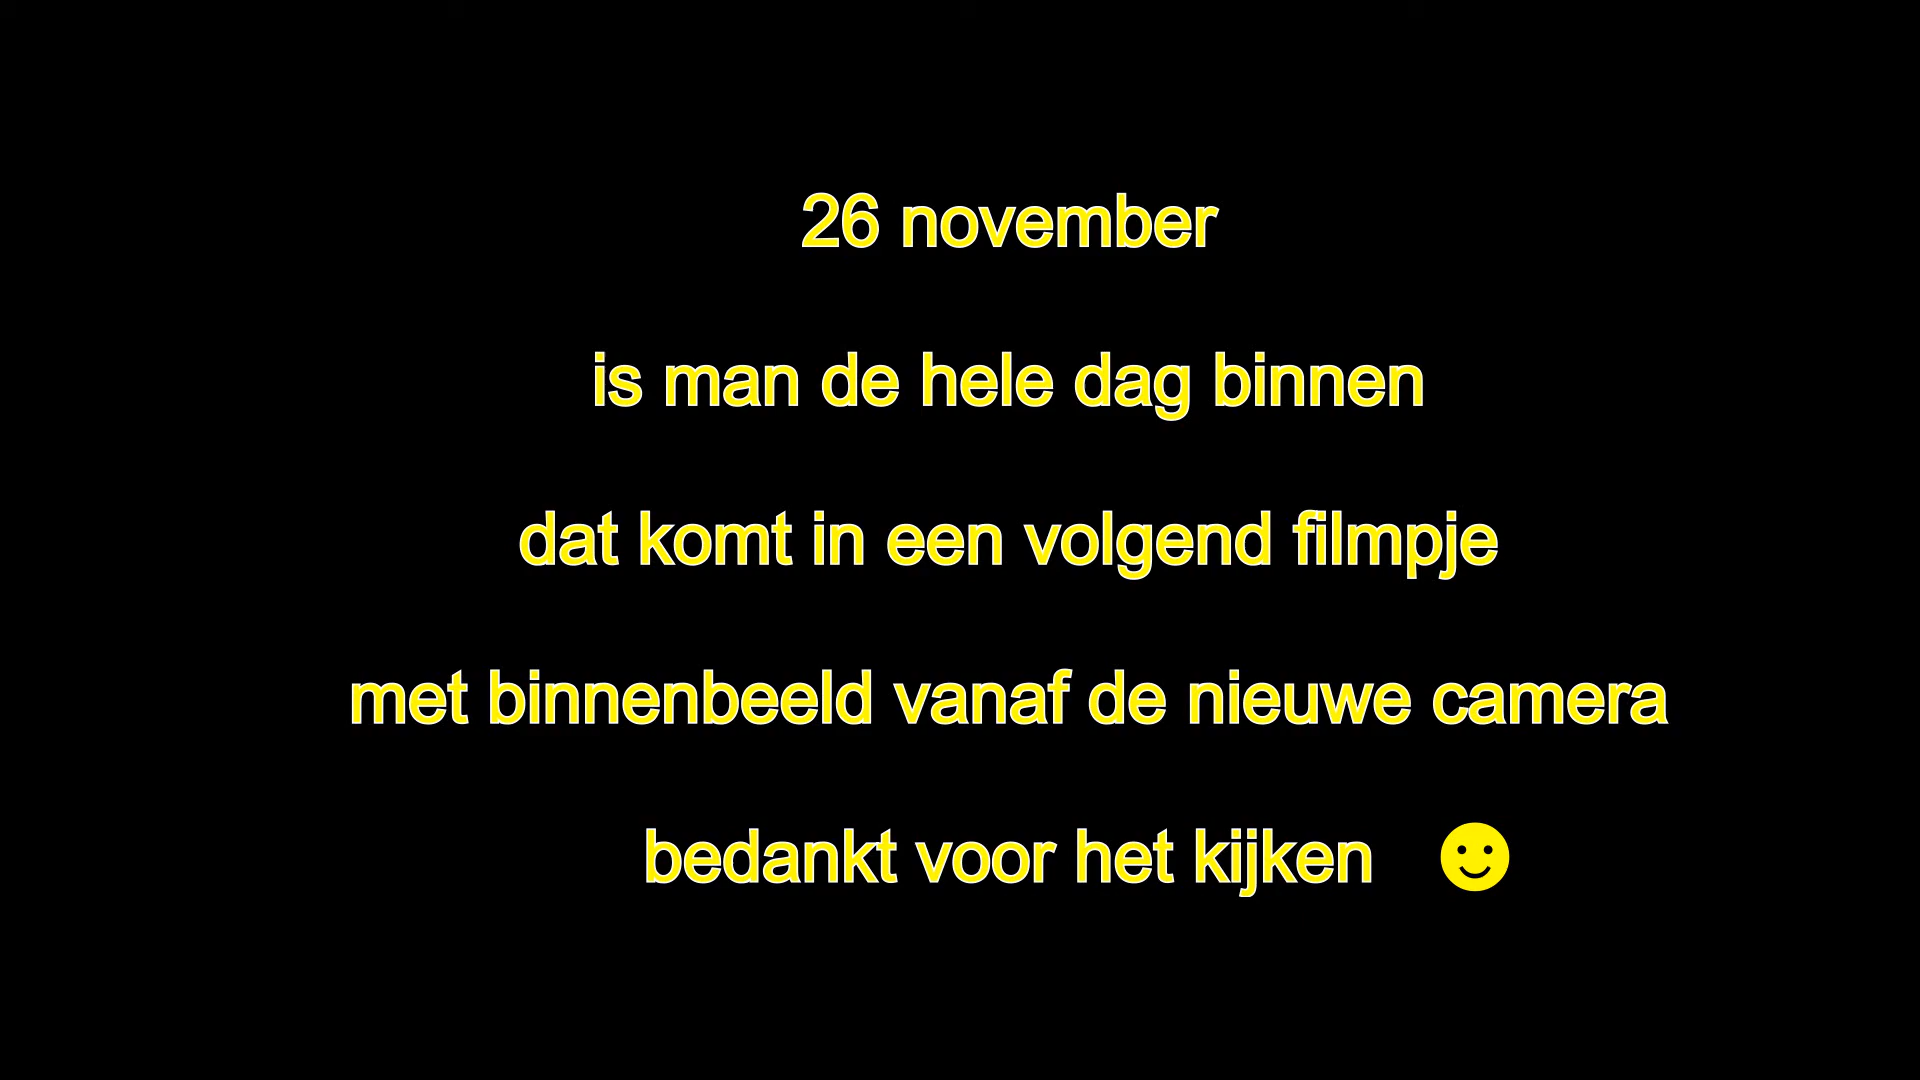 26 november
is man de hele dag binnen
dat komt in een volgend filmpje
met binnenbeeld vanaf de nieuwe camera
bedankt voor het kijken ☻